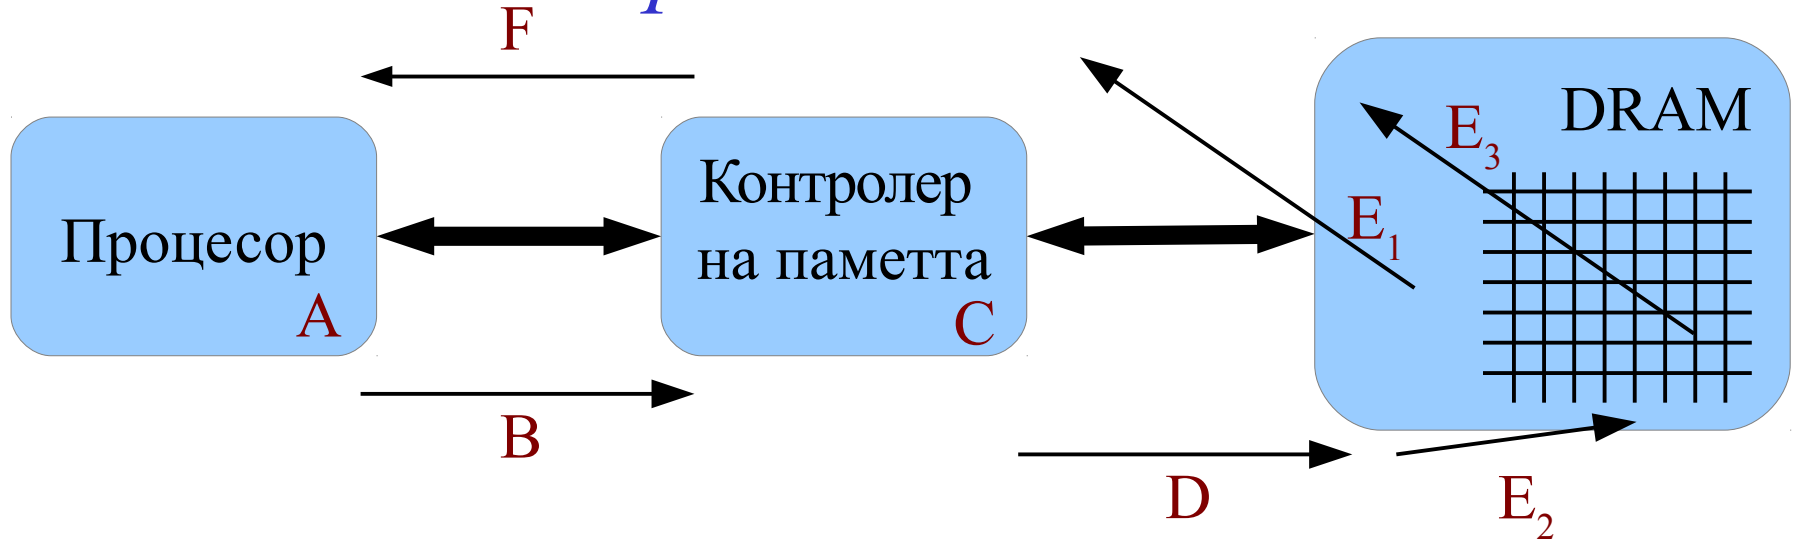 F
DRAM
E3
Процесор
A
Контролер
на паметта
C
E1
B
D
E2